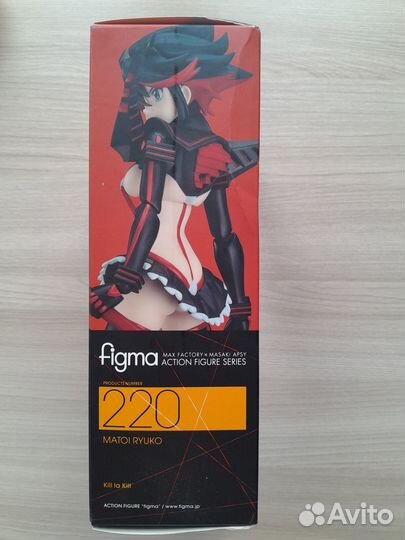 figma
MAX FACTORY × MASAKI APSY
ACTION FIGURE SERIES
PRODUCTS NUMBER
220
MATOI RYUKO
Kill la Kill
ACTION FIGURE "figma" / www.figma.jp
Avito